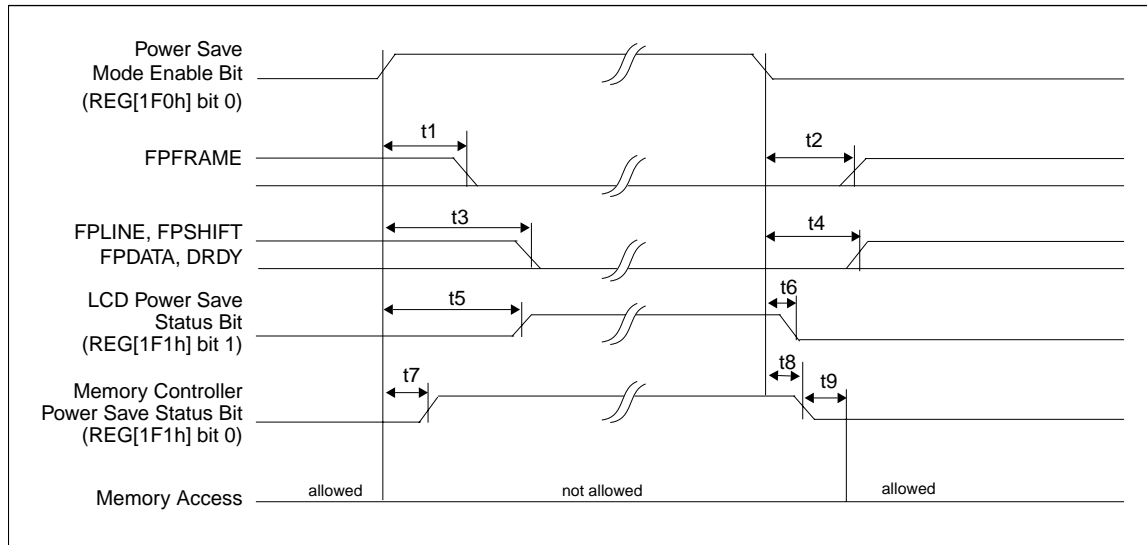 Power Save
Mode Enable Bit
(REG[1F0h] bit 0)
t1
t2
FPFRAME
t3
t4
FPLINE, FPSHIFT
FPDATA, DRDY
LCD Power Save
Status Bit
(REG[1F1h] bit 1)
t5
t6
Memory Controller
Power Save Status Bit
(REG[1F1h] bit 0)
t7
t8
t9
Memory Access
allowed
not allowed
allowed